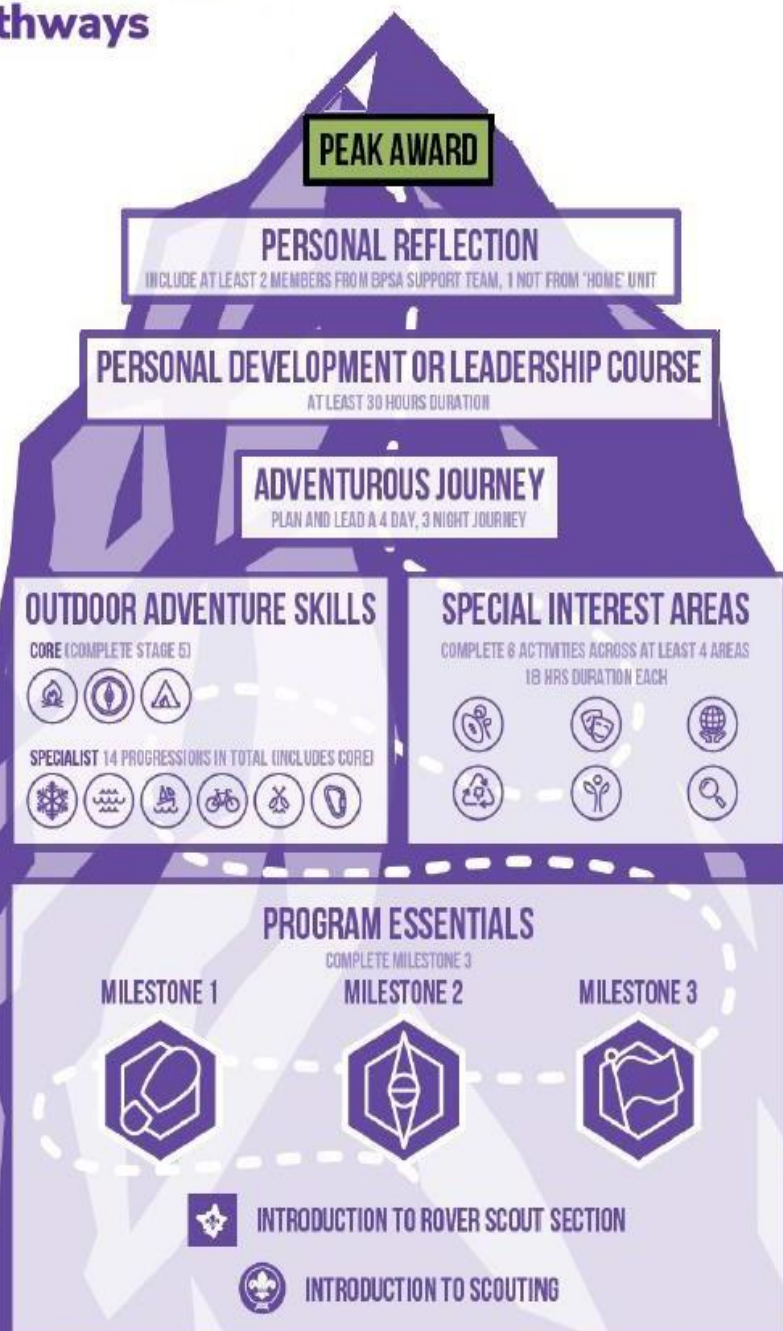 thways
PEAK AWARD
PERSONAL REFLECTION
INCLUDE AT LEAST 2 MEMBERS FROM BPSA SUPPORT TEAM, 1 NOT FROM 'HOME' UNIT
PERSONAL DEVELOPMENT OR LEADERSHIP COURSE
AT LEAST 30 HOURS DURATION
ADVENTUROUS JOURNEY
PLAN AND LEAD A 4 DAY, 3 NIGHT JOURNEY
OUTDOOR ADVENTURE SKILLS
CORE (COMPLETE STAGE 5)
SPECIALIST 14 PROGRESSIONS IN TOTAL (INCLUDES CORE)
SPECIAL INTEREST AREAS
COMPLETE 6 ACTIVITIES ACROSS AT LEAST 4 AREAS
18 HRS DURATION EACH
PROGRAM ESSENTIALS
COMPLETE MILESTONE 3
MILESTONE 1
MILESTONE 2
MILESTONE 3
INTRODUCTION TO ROVER SCOUT SECTION
INTRODUCTION TO SCOUTING